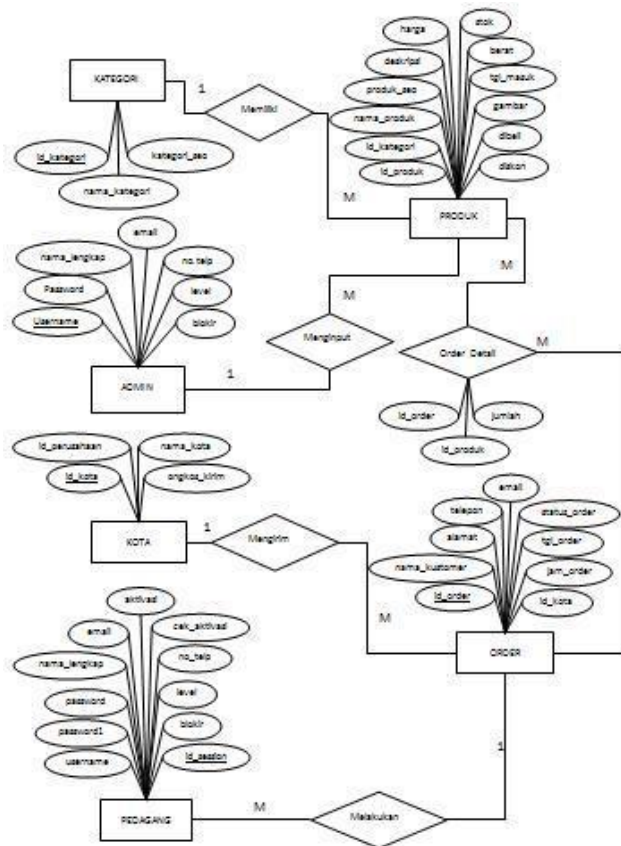 harga
stok
deskripsi
berat
KATEGORI
1
tgl_masuk
produk_seo
Memiliki
gambar
nama_produk
dibeli
id_kategori
kategori_seo
id_kategori
diskon
id_produk
nama_kategori
M
PRODUK
email
nama_lengkap
no.telp
M
Password
level
M
Username
blokir
Menginput
Order Detail
M
1
ADMIN
id_order
jumlah
id_produk
id_perusahaan
nama_kota
id_kota
ongkos_kirim
email
telepon
status_order
KOTA
1
Mengirim
alamat
tgl_order
nama_kustomer
jam_order
aktivasi
id_order
id_kota
email
cek_aktivasi
M
nama_lengkap
no_telp
ORDER
password
level
password1
blokir
1
username
id_session
M
PEDAGANG
Melakukan